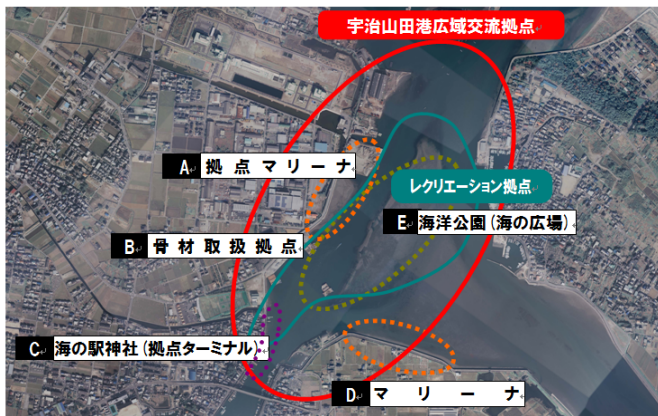 宇治山田港広域交流拠点
A 拠点マリーナ
レクリエーション拠点
E 海洋公園(海の広場)
B 骨材取扱拠点
C 海の駅神社(拠点ターミナル)
D マリーナ